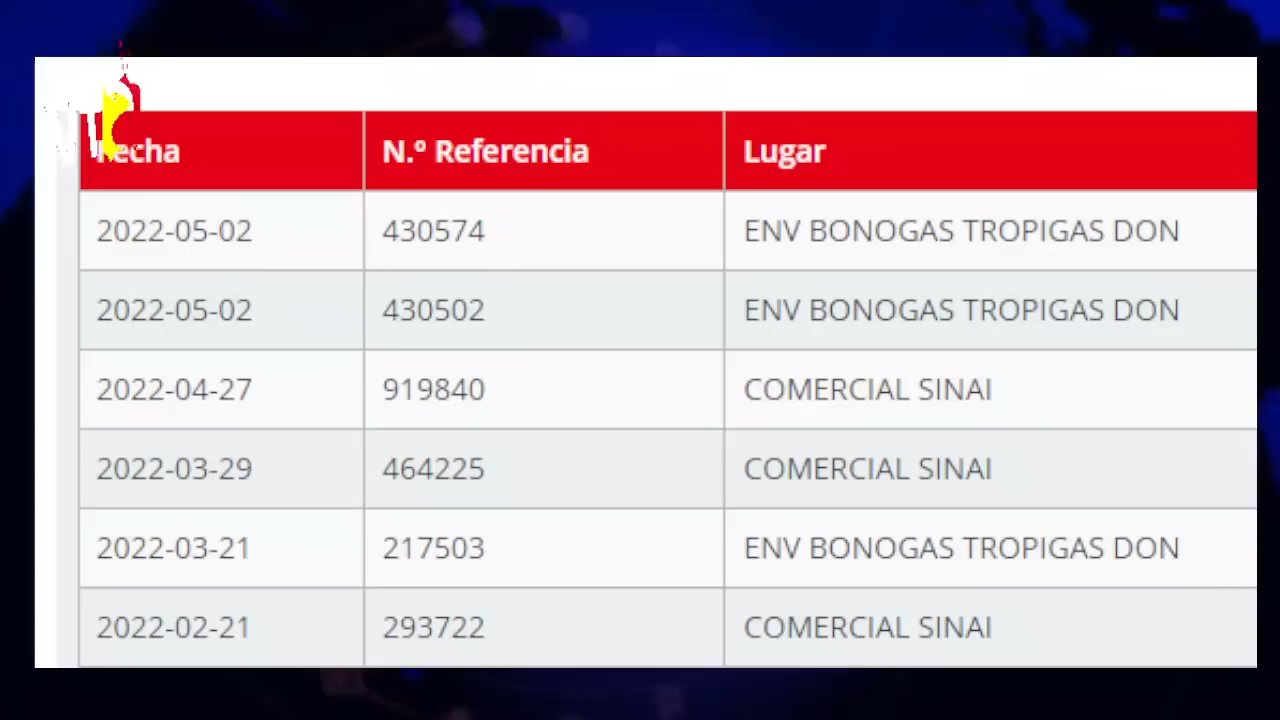 Fecha N.º Referencia Lugar
2022-05-02 430574 ENV BONOGAS TROPIGAS DON
2022-05-02 430502 ENV BONOGAS TROPIGAS DON
2022-04-27 919840 COMERCIAL SINAI
2022-03-29 464225 COMERCIAL SINAI
2022-03-21 217503 ENV BONOGAS TROPIGAS DON
2022-02-21 293722 COMERCIAL SINAI